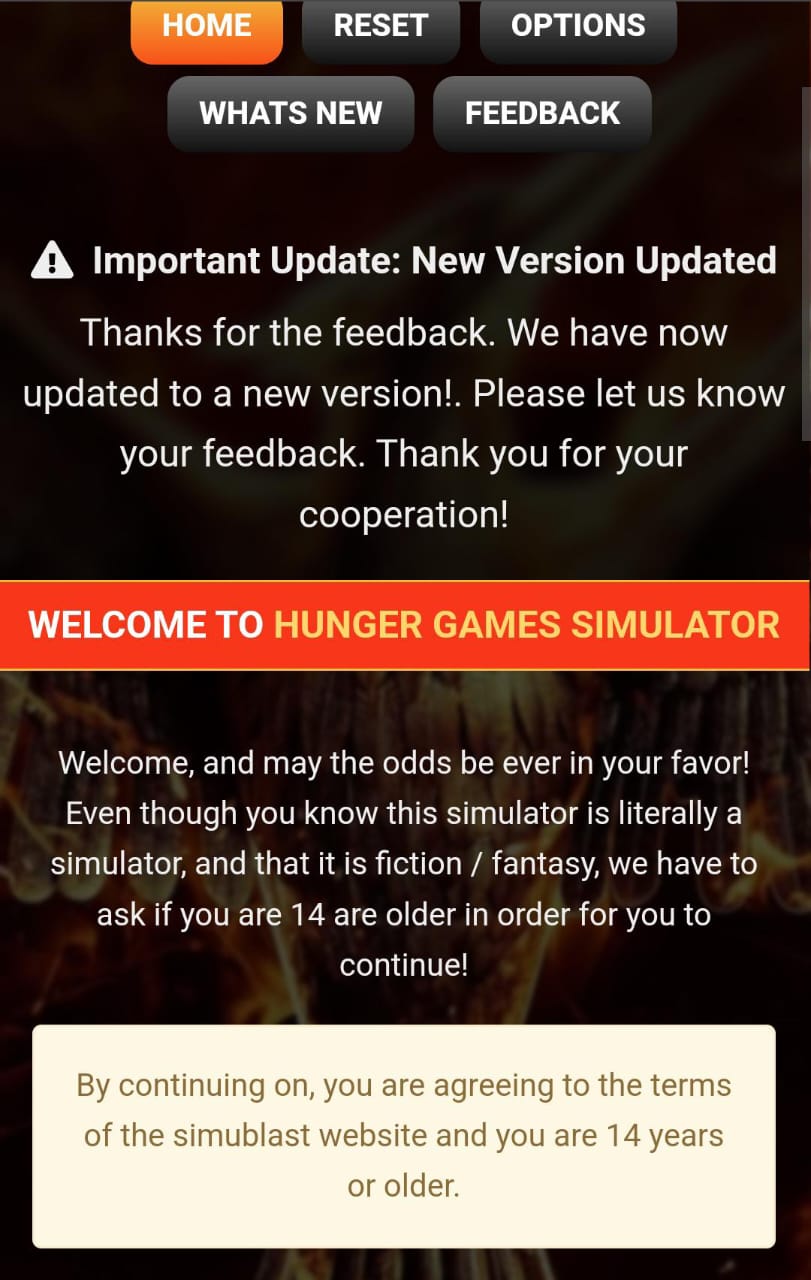 HOME RESET OPTIONS
WHATS NEW FEEDBACK
Important Update: New Version Updated
Thanks for the feedback. We have now
updated to a new version!. Please let us know
your feedback. Thank you for your
cooperation!
WELCOME TO HUNGER GAMES SIMULATOR
Welcome, and may the odds be ever in your favor!
Even though you know this simulator is literally a
simulator, and that it is fiction / fantasy, we have to
ask if you are 14 are older in order for you to
continue!
By continuing on, you are agreeing to the terms
of the simublast website and you are 14 years
or older.